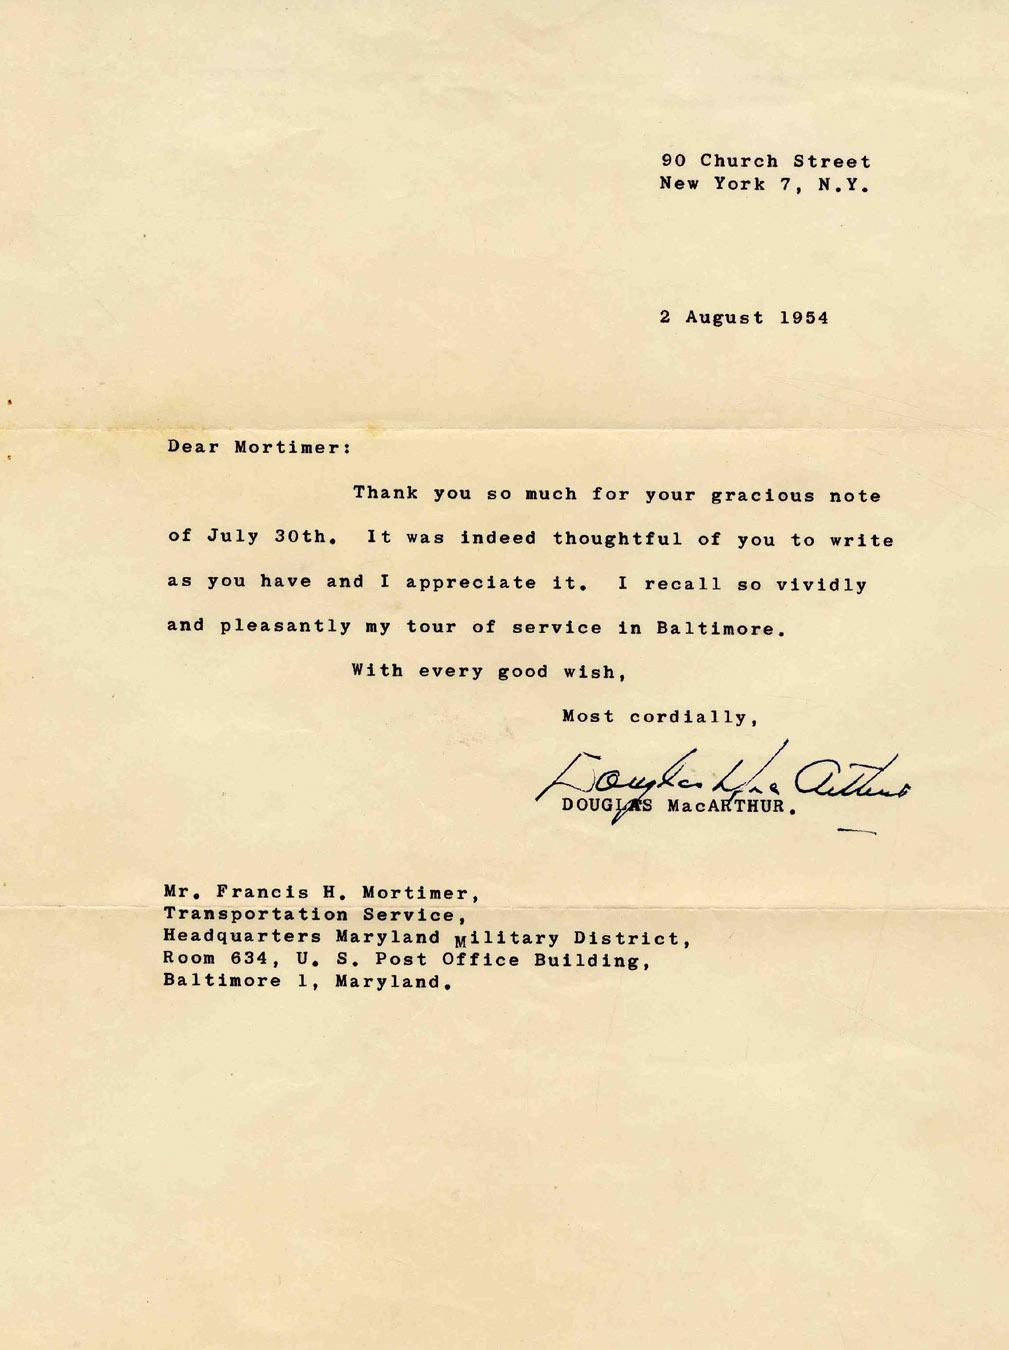 90 Church Street
New York 7, N.Y.
2 August 1954
Dear Mortimer:
Thank you so much for your gracious note
of July 30th. It was indeed thoughtful of you to write
as you have and I appreciate it. I recall so vividly
and pleasantly my tour of service in Baltimore.
With every good wish,
Most cordially,
Douglas MacArthur
DOUGLAS MacARTHUR.
Mr. Francis H. Mortimer,
Transportation Service,
Headquarters Maryland Military District,
Room 634, U. S. Post Office Building,
Baltimore 1, Maryland.